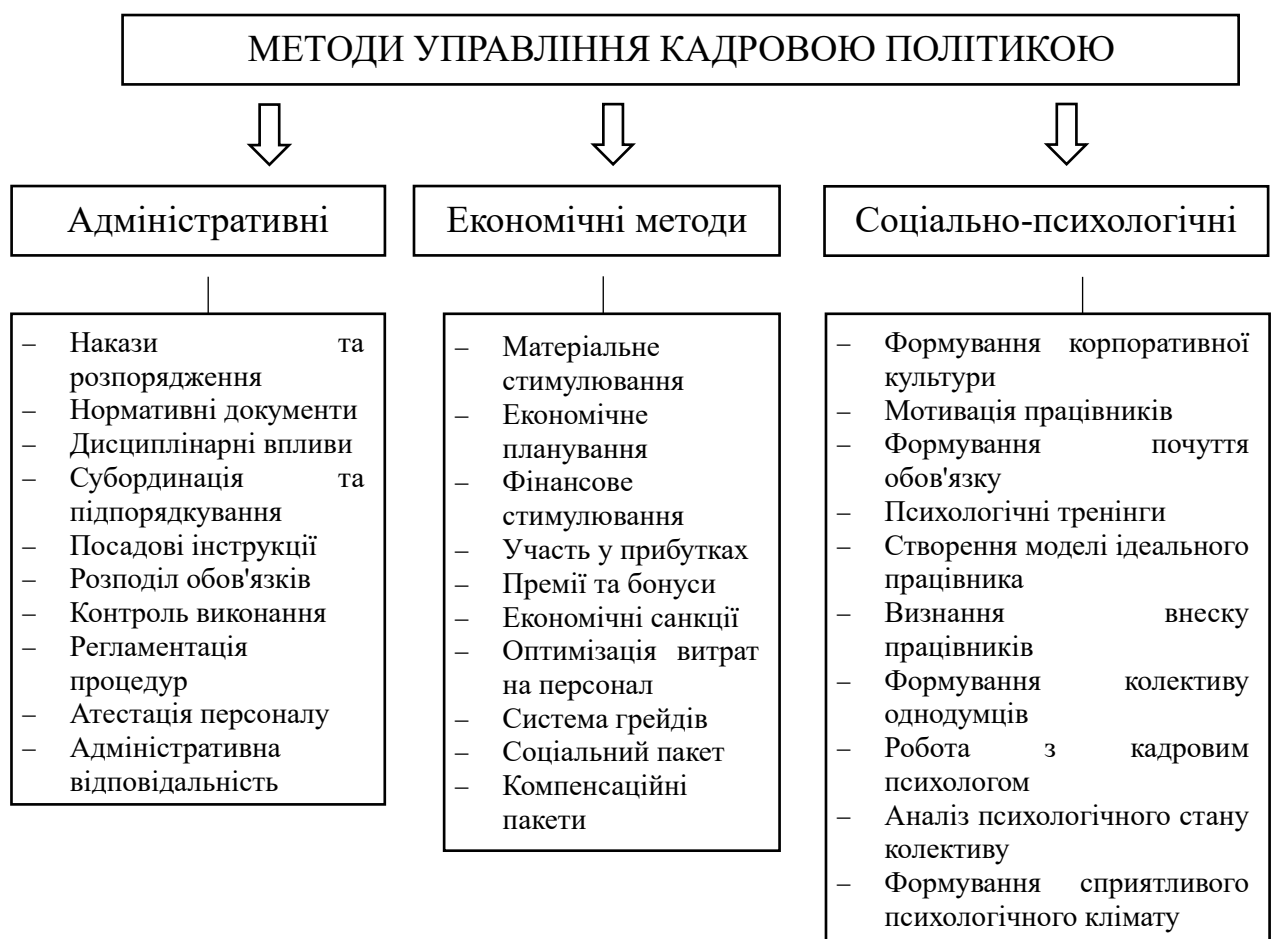 МЕТОДИ УПРАВЛІННЯ КАДРОВОЮ ПОЛІТИКОЮ
Адміністративні
Економічні методи
Соціально-психологічні
– Накази та
розпорядження
– Нормативні документи
– Дисциплінарні впливи
– Субординація та
підпорядкування
– Посадові інструкції
– Розподіл обов'язків
– Контроль виконання
– Регламентація
процедур
– Атестація персоналу
– Адміністративна
відповідальність
– Матеріальне
стимулювання
– Економічне
планування
– Фінансове
стимулювання
– Участь у прибутках
– Премії та бонуси
– Економічні санкції
– Оптимізація витрат
на персонал
– Система грейдів
– Соціальний пакет
– Компенсаційні
пакети
– Формування корпоративної
культури
– Мотивація працівників
– Формування почуття
обов'язку
– Психологічні тренінги
– Створення моделі ідеального
працівника
– Визнання внеску
працівників
– Формування колективу
однодумців
– Робота з кадровим
психологом
– Аналіз психологічного стану
колективу
– Формування сприятливого
психологічного клімату